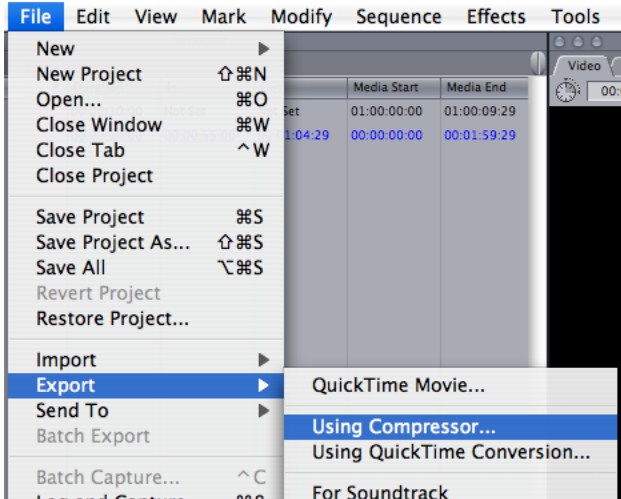 File Edit View Mark Modify Sequence Effects Tools
New
New Project ⇧⌘N
Open... ⌘O
Close Window ⌘W
Close Tab ^W
Close Project
Save Project ⌘S
Save Project As... ⇧⌘S
Save All ⌥⌘S
Revert Project
Restore Project...
Import
Export
Send To
Batch Export
Batch Capture... ^C
QuickTime Movie...
Using Compressor...
Using QuickTime Conversion...
For Soundtrack
Media Start Media End
Set 01:00:00:00 01:00:09:29
1:04:29 00:00:00:00 00:01:59:29
Video
00: